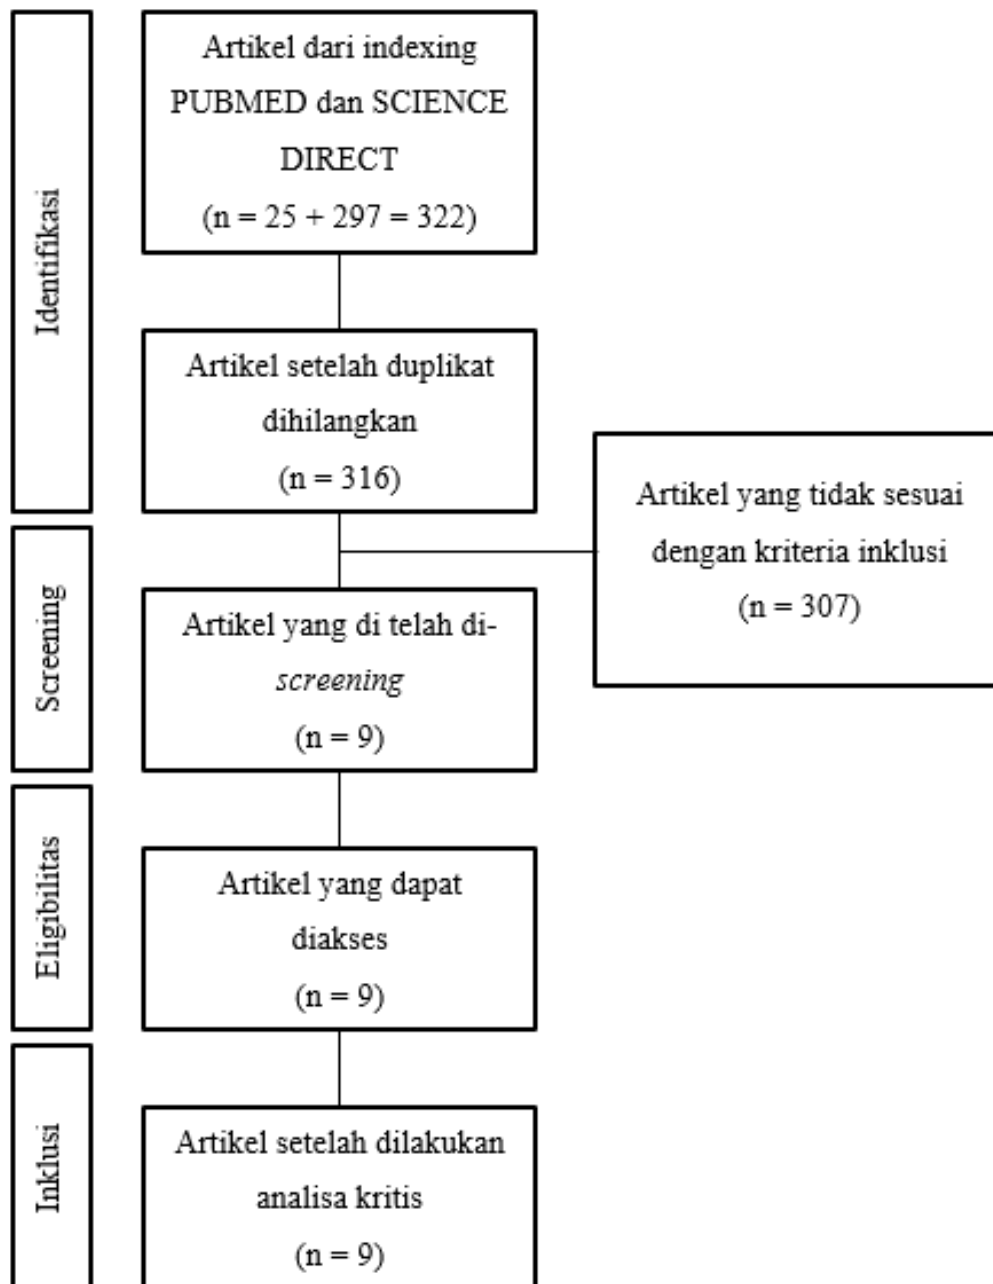 Identifikasi
Artikel dari indexing
PUBMED dan SCIENCE
DIRECT
(n = 25 + 297 = 322)
Artikel setelah duplikat
dihilangkan
(n = 316)
Artikel yang tidak sesuai
dengan kriteria inklusi
(n = 307)
Screening
Artikel yang di telah di-
screening
(n = 9)
Eligibilitas
Artikel yang dapat
diakses
(n = 9)
Inklusi
Artikel setelah dilakukan
analisa kritis
(n = 9)